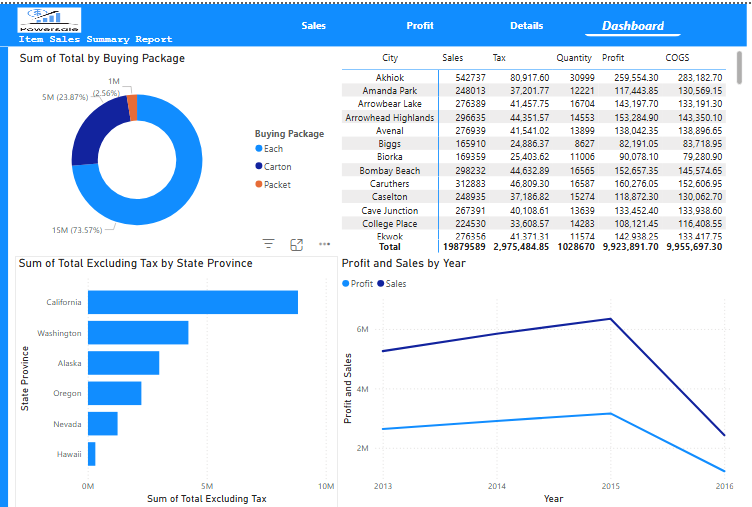 POWERZALE
Item Sales Summary Report
Sales Profit Details Dashboard
Sum of Total by Buying Package
1M
(2.56%)
5M (23.87%)
15M (73.57%)
Buying Package
Each
Carton
Packet
City Sales Tax Quantity Profit COGS
Akhiok 542737 80,917.60 30999 259,554.30 283,182.70
Amanda Park 248013 37,201.77 12221 117,443.85 130,569.15
Arrowbear Lake 276389 41,457.75 16704 143,197.70 133,191.30
Arrowhead Highlands 296635 44,351.57 14553 153,284.90 143,350.10
Avenal 276939 41,541.02 13899 138,042.35 138,896.65
Biggs 165910 24,886.37 8627 82,191.05 83,718.95
Biorka 169359 25,403.62 11006 90,078.10 79,280.90
Bombay Beach 298232 44,632.89 16565 152,657.35 145,574.65
Caruthers 312883 46,809.30 16587 160,276.05 152,606.95
Caselton 248935 37,186.82 15274 118,872.30 130,062.70
Cave Junction 267391 40,108.61 13639 133,452.40 133,938.60
College Place 224530 33,608.57 14283 108,121.45 116,408.55
Ekwok 276356 41,371.31 11574 142,938.25 133,417.75
Total 19879589 2,975,484.85 1028670 9,923,891.70 9,955,697.30
Sum of Total Excluding Tax by State Province
State Province
California
Washington
Alaska
Oregon
Nevada
Hawaii
0M 5M 10M
Sum of Total Excluding Tax
Profit and Sales by Year
Profit Sales
Profit and Sales
6M
4M
2M
2013 2014 2015 2016
Year